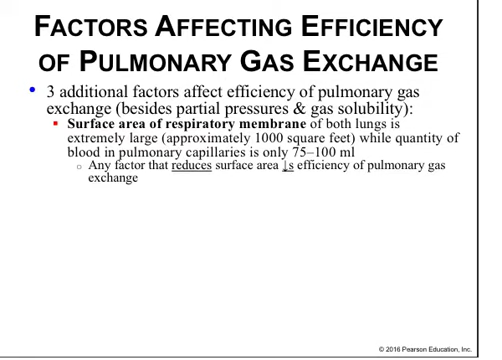 FACTORS AFFECTING EFFICIENCY
OF PULMONARY GAS EXCHANGE
• 3 additional factors affect efficiency of pulmonary gas
exchange (besides partial pressures & gas solubility):
▪ Surface area of respiratory membrane of both lungs is
extremely large (approximately 1000 square feet) while quantity of
blood in pulmonary capillaries is only 75–100 ml
○ Any factor that reduces surface area ↓s efficiency of pulmonary gas
exchange
© 2016 Pearson Education, Inc.